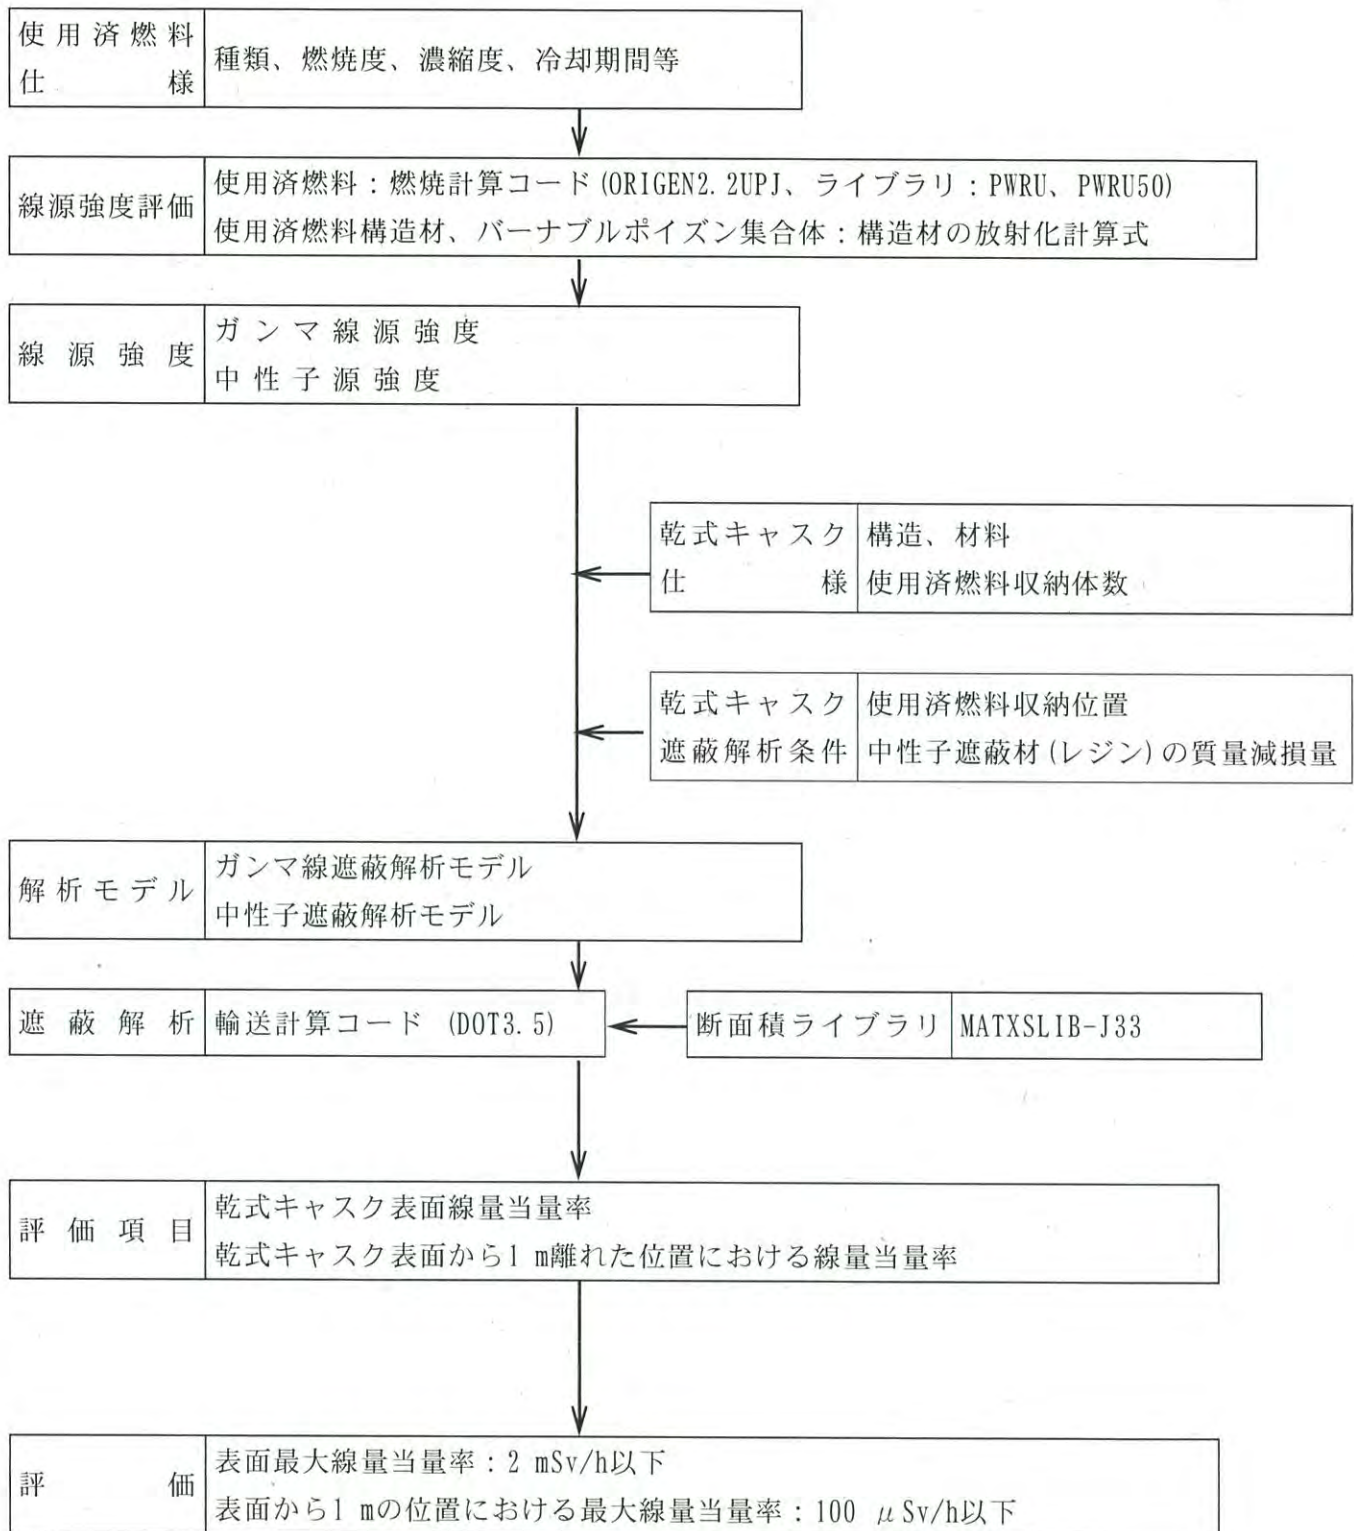 使用済燃料
仕様
種類、燃焼度、濃縮度、冷却期間等
線源強度評価
使用済燃料：燃焼計算コード(ORIGEN2.2UPJ、ライブラリ：PWRU、PWRU50)
使用済燃料構造材、バーナブルポイズン集合体：構造材の放射化計算式
線源強度
ガンマ線源強度
中性子源強度
乾式キャスク
仕様
構造、材料
使用済燃料収納体数
乾式キャスク
遮蔽解析条件
使用済燃料収納位置
中性子遮蔽材(レジン)の質量減損量
解析モデル
ガンマ線遮蔽解析モデル
中性子遮蔽解析モデル
遮蔽解析
輸送計算コード (DOT3.5)
断面積ライブラリ
MATXSLIB-J33
評価項目
乾式キャスク表面線量当量率
乾式キャスク表面から1 m離れた位置における線量当量率
評価
表面最大線量当量率：2 mSv/h以下
表面から1 mの位置における最大線量当量率：100 μSv/h以下